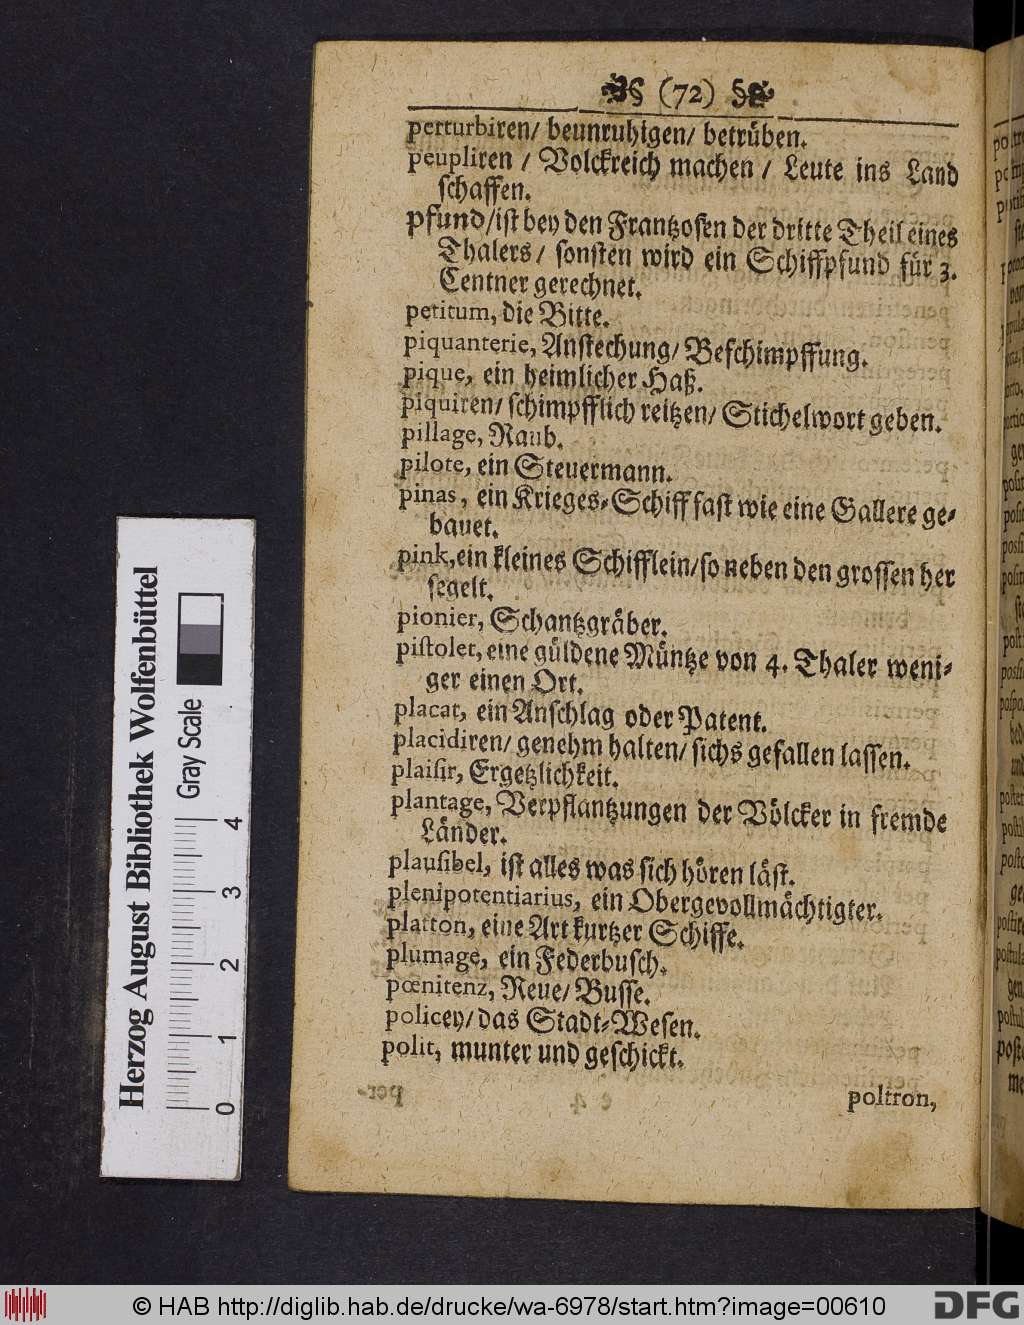 (72)
perturbiren/ beunruhigen/ betrůben.
peupliren / Volckreich machen / Leute ins Land
schaffen.
pfund/ist bey den Frantzosen der dritte Theil eines
Thalers/ sonsten wird ein Schiffpfund für 3.
Centner gerechnet.
petitum, die Bitte.
piquanterie, Anstechung/ Beschimpffung.
pique, ein heimlicher Haß.
piquiren/ schimpfflich reitzen/ Stichelwort geben.
pillage, Raub.
pilote, ein Steuermann.
pinas, ein Krieges-Schiff fast wie eine Gallere ge-
bauet.
pink,ein kleines Schifflein/so neben den grossen her
segelt.
pionier, Schantzgråber.
pistolet, eine gůldene Můntze von 4. Thaler weni-
ger einen Ort.
placat, ein Anschlag oder Patent.
placidiren/ genehm halten/ sichs gefallen lassen.
plaisir, Ergetzlichkeit.
plantage, Verpflantzungen der Völcker in fremde
Länder.
plausibel, ist alles was sich hören läst.
plenipotentiarius, ein Obergevollmächtigter.
platton, eine Art kurtzer Schiffe.
plumage, ein Federbusch.
pœnitenz, Reue/ Busse.
policey/ das Stadt-Wesen.
polit, munter und geschickt.
poltron,
Herzog August Bibliothek Wolfenbüttel
Gray Scale
0 1 2 3 4
© HAB http://diglib.hab.de/drucke/wa-6978/start.htm?image=00610
DFG